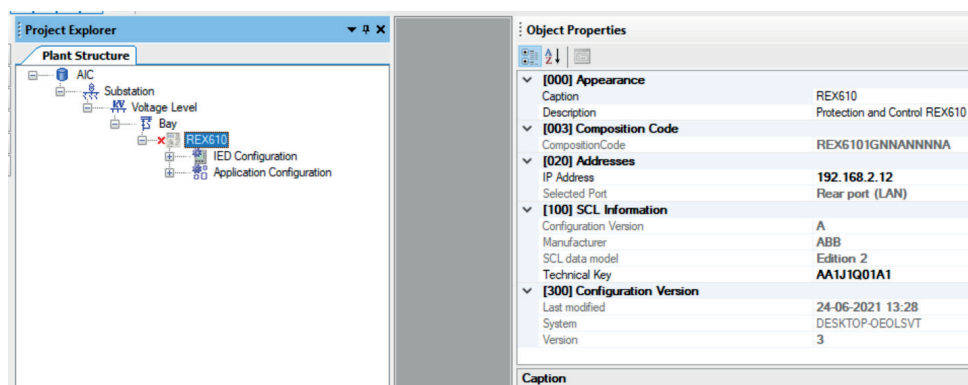 Project Explorer
Plant Structure
AIC
Substation
Voltage Level
Bay
REX610
IED Configuration
Application Configuration
Object Properties
[000] Appearance
Caption REX610
Description Protection and Control REX610
[003] Composition Code
CompositionCode REX6101GNNANNNNA
[020] Addresses
IP Address 192.168.2.12
Selected Port Rear port (LAN)
[100] SCL Information
Configuration Version A
Manufacturer ABB
SCL data model Edition 2
Technical Key AA1J1Q01A1
[300] Configuration Version
Last modified 24-06-2021 13:28
System DESKTOP-OEOLSVT
Version 3
Caption